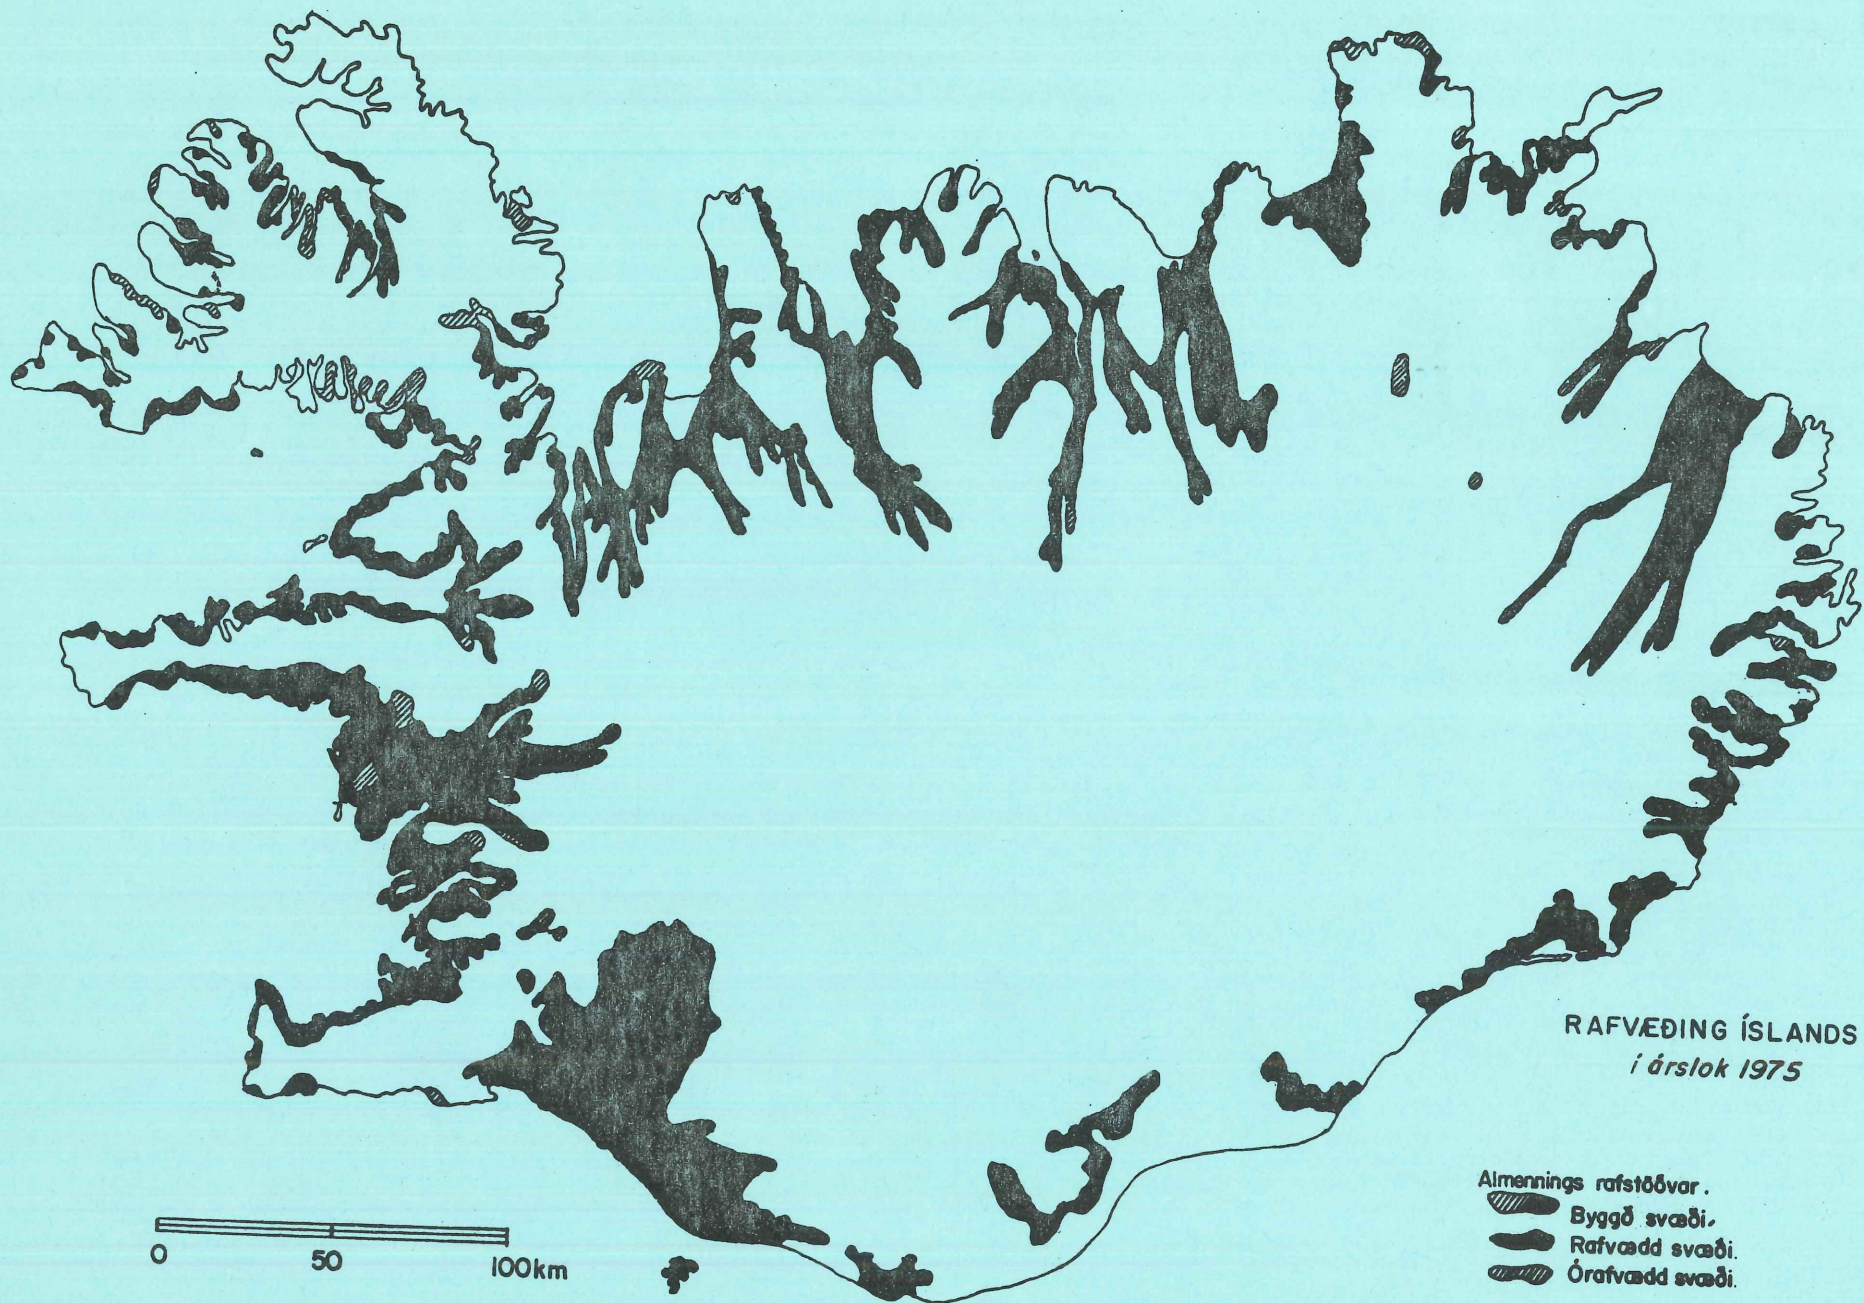 RAFVÆÐING ÍSLANDS
í árslok 1975
Almennings rafstöðvar.
Byggð svæði.
Rafvædd svæði.
Órafvædd svæði.
0 50 100km